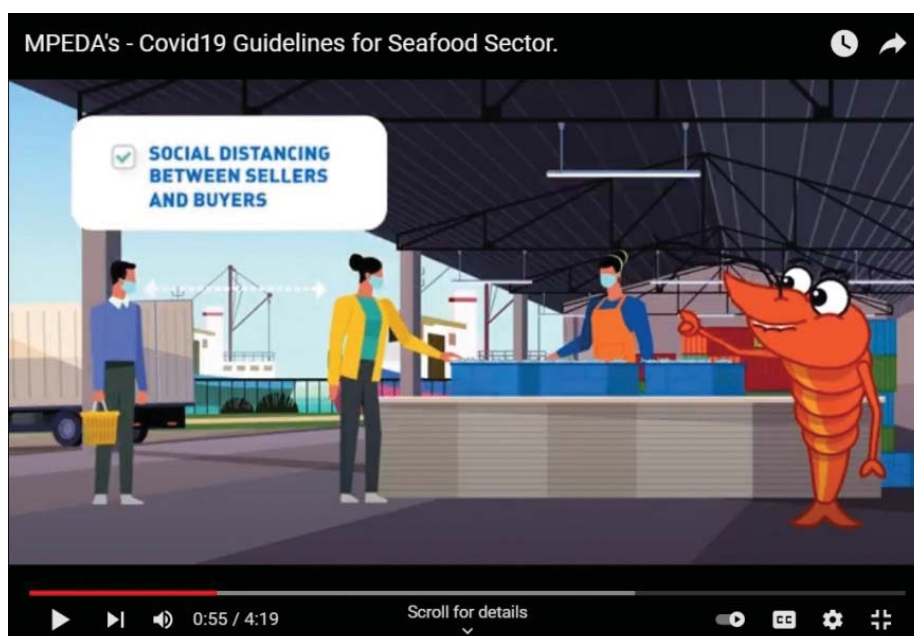 MPEDA's - Covid19 Guidelines for Seafood Sector.
SOCIAL DISTANCING
BETWEEN SELLERS
AND BUYERS
0:55 / 4:19
Scroll for details
CC